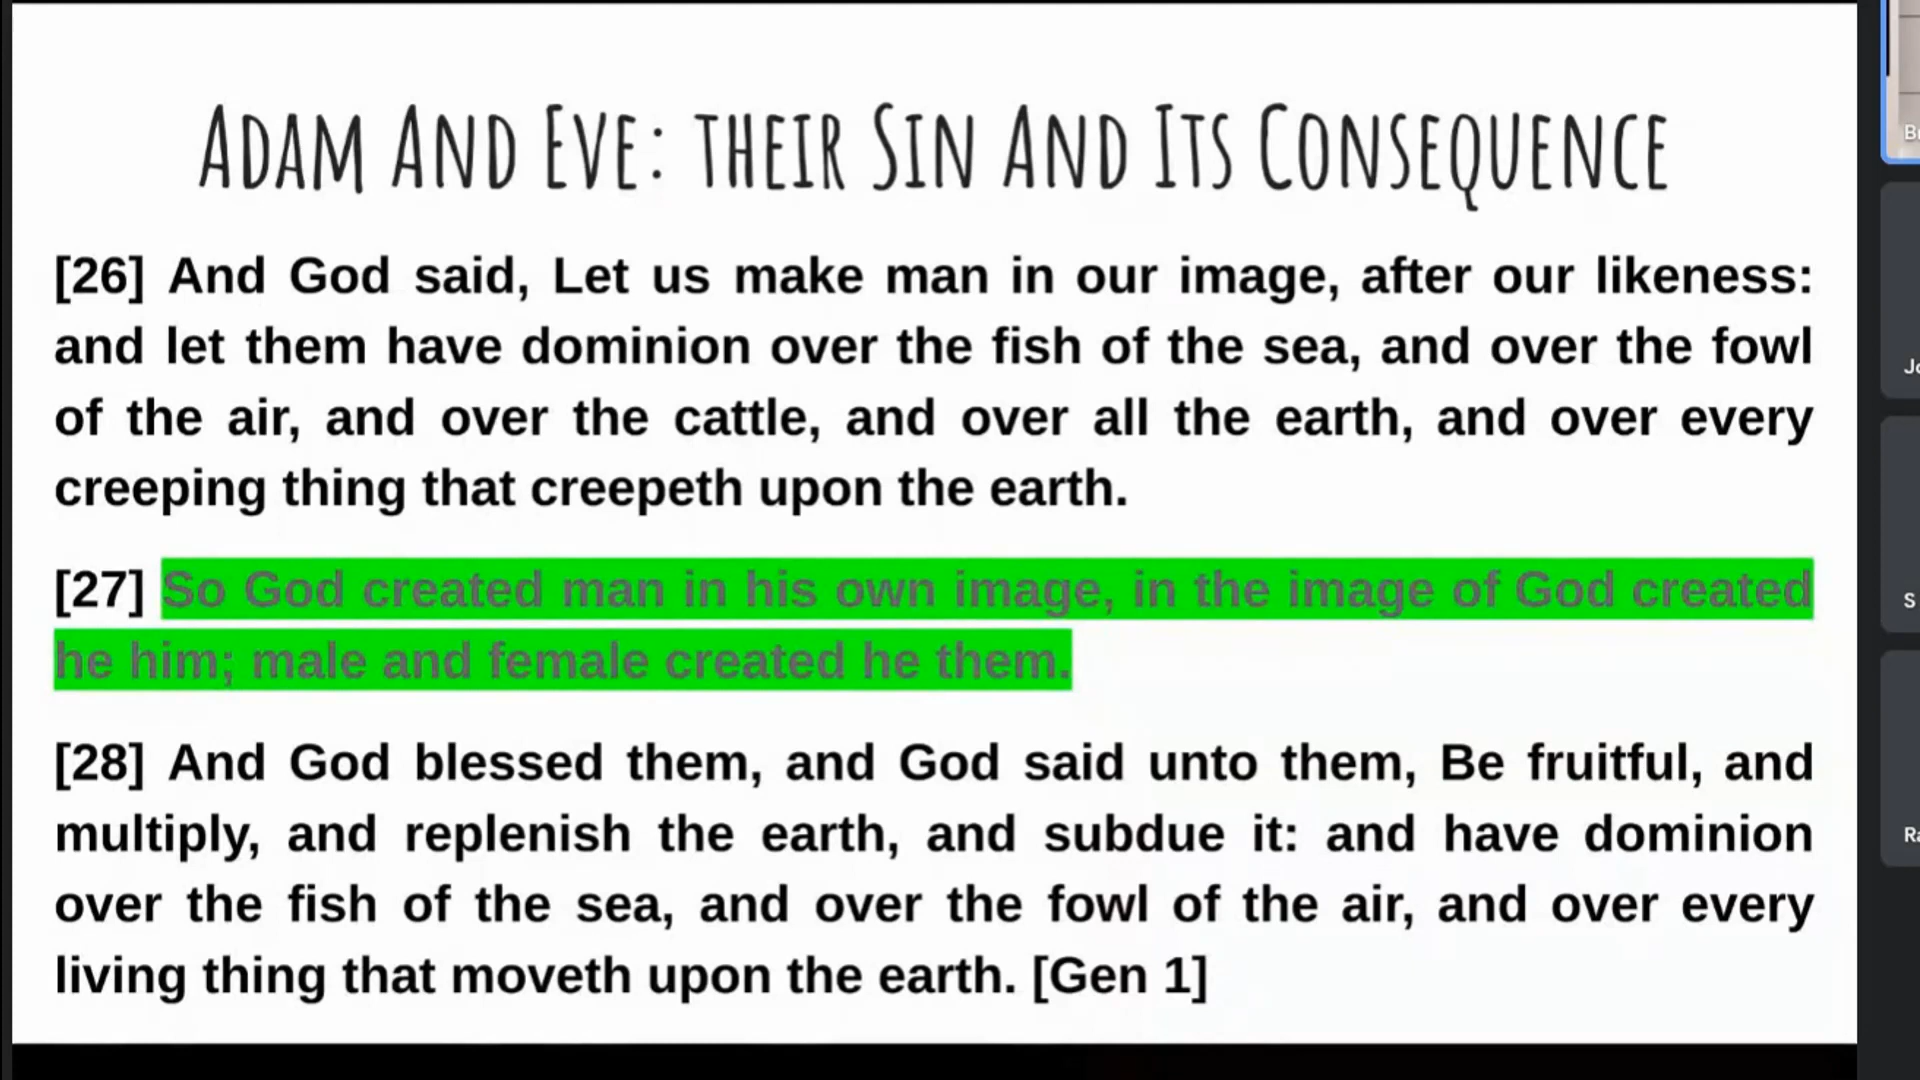 Adam And Eve: their Sin And Its Consequence
[26] And God said, Let us make man in our image, after our likeness:
and let them have dominion over the fish of the sea, and over the fowl
of the air, and over the cattle, and over all the earth, and over every
creeping thing that creepeth upon the earth.
[27] So God created man in his own image, in the image of God created
he him; male and female created he them.
[28] And God blessed them, and God said unto them, Be fruitful, and
multiply, and replenish the earth, and subdue it: and have dominion
over the fish of the sea, and over the fowl of the air, and over every
living thing that moveth upon the earth. [Gen 1]
S